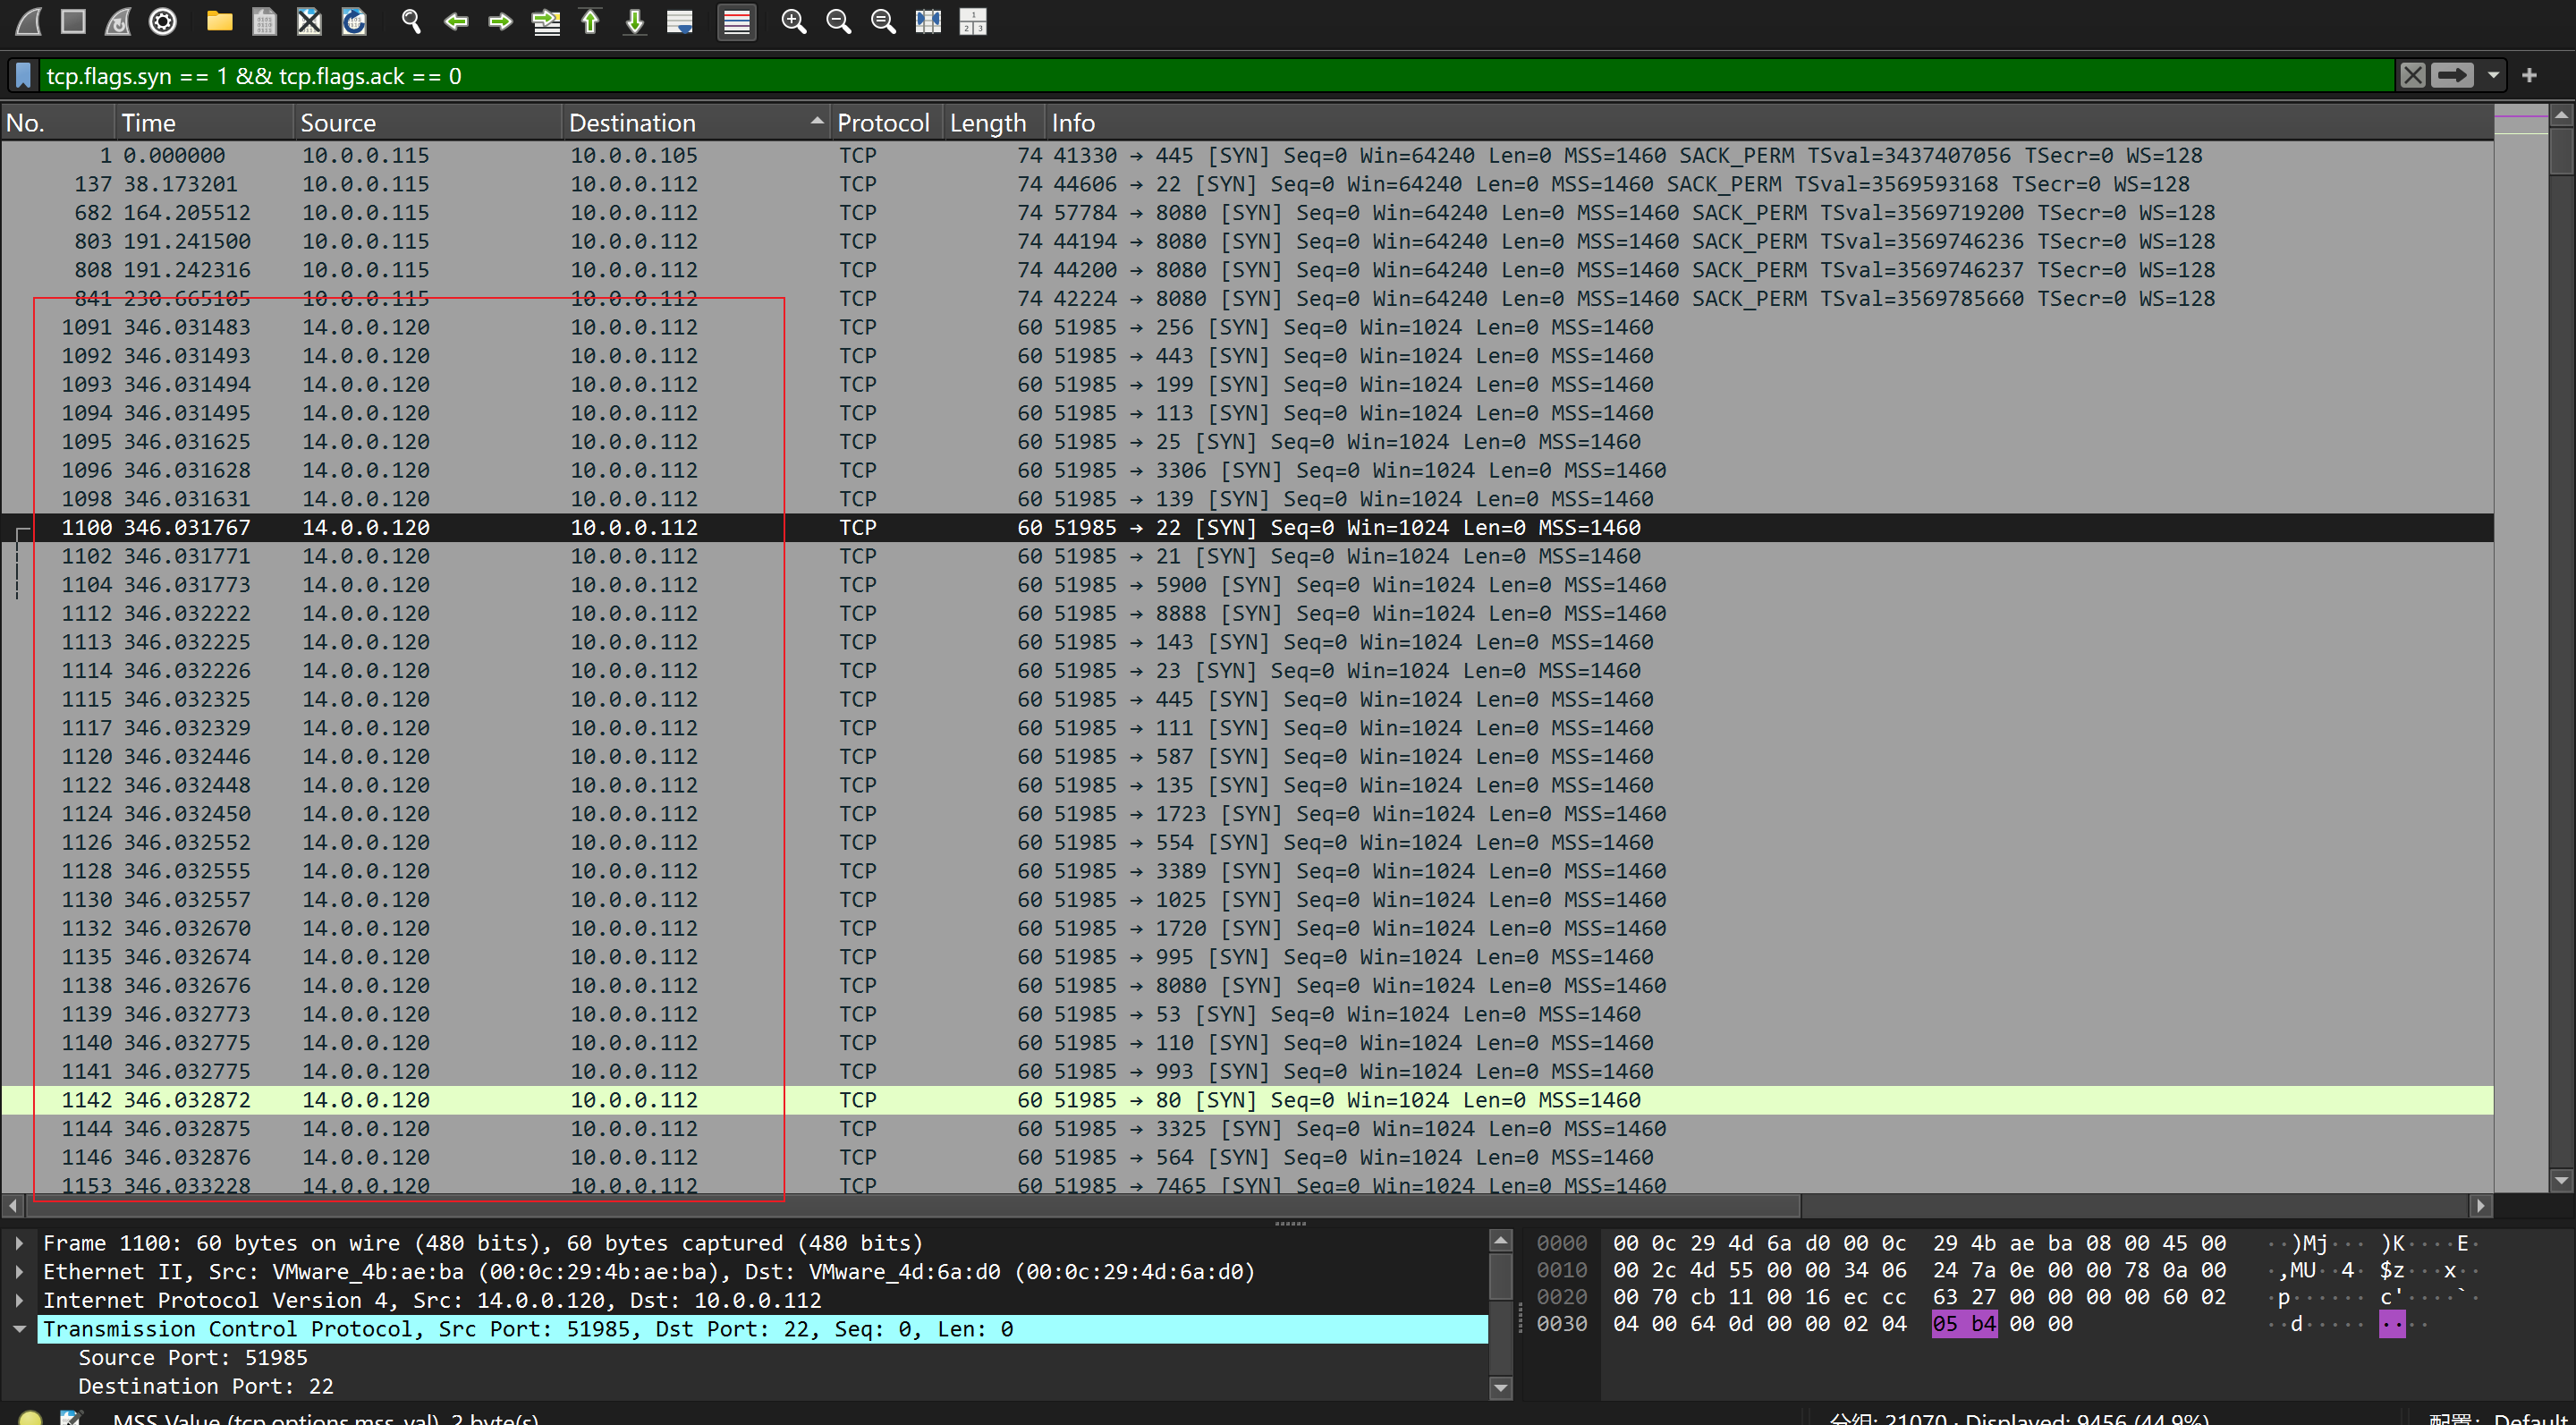 tcp.flags.syn == 1 && tcp.flags.ack == 0
No. Time Source Destination Protocol Length Info
1 0.000000 10.0.0.115 10.0.0.105 TCP 74 41330 → 445 [SYN] Seq=0 Win=64240 Len=0 MSS=1460 SACK_PERM TSval=3437407056 TSecr=0 WS=128
137 38.173201 10.0.0.115 10.0.0.112 TCP 74 44606 → 22 [SYN] Seq=0 Win=64240 Len=0 MSS=1460 SACK_PERM TSval=3569593168 TSecr=0 WS=128
682 164.205512 10.0.0.115 10.0.0.112 TCP 74 57784 → 8080 [SYN] Seq=0 Win=64240 Len=0 MSS=1460 SACK_PERM TSval=3569719200 TSecr=0 WS=128
803 191.241500 10.0.0.115 10.0.0.112 TCP 74 44194 → 8080 [SYN] Seq=0 Win=64240 Len=0 MSS=1460 SACK_PERM TSval=3569746236 TSecr=0 WS=128
808 191.242316 10.0.0.115 10.0.0.112 TCP 74 44200 → 8080 [SYN] Seq=0 Win=64240 Len=0 MSS=1460 SACK_PERM TSval=3569746237 TSecr=0 WS=128
841 230.665105 10.0.0.115 10.0.0.112 TCP 74 42224 → 8080 [SYN] Seq=0 Win=64240 Len=0 MSS=1460 SACK_PERM TSval=3569785660 TSecr=0 WS=128
1091 346.031483 14.0.0.120 10.0.0.112 TCP 60 51985 → 256 [SYN] Seq=0 Win=1024 Len=0 MSS=1460
1092 346.031493 14.0.0.120 10.0.0.112 TCP 60 51985 → 443 [SYN] Seq=0 Win=1024 Len=0 MSS=1460
1093 346.031494 14.0.0.120 10.0.0.112 TCP 60 51985 → 199 [SYN] Seq=0 Win=1024 Len=0 MSS=1460
1094 346.031495 14.0.0.120 10.0.0.112 TCP 60 51985 → 113 [SYN] Seq=0 Win=1024 Len=0 MSS=1460
1095 346.031625 14.0.0.120 10.0.0.112 TCP 60 51985 → 25 [SYN] Seq=0 Win=1024 Len=0 MSS=1460
1096 346.031628 14.0.0.120 10.0.0.112 TCP 60 51985 → 3306 [SYN] Seq=0 Win=1024 Len=0 MSS=1460
1098 346.031631 14.0.0.120 10.0.0.112 TCP 60 51985 → 139 [SYN] Seq=0 Win=1024 Len=0 MSS=1460
1100 346.031767 14.0.0.120 10.0.0.112 TCP 60 51985 → 22 [SYN] Seq=0 Win=1024 Len=0 MSS=1460
1102 346.031771 14.0.0.120 10.0.0.112 TCP 60 51985 → 21 [SYN] Seq=0 Win=1024 Len=0 MSS=1460
1104 346.031773 14.0.0.120 10.0.0.112 TCP 60 51985 → 5900 [SYN] Seq=0 Win=1024 Len=0 MSS=1460
1112 346.032222 14.0.0.120 10.0.0.112 TCP 60 51985 → 8888 [SYN] Seq=0 Win=1024 Len=0 MSS=1460
1113 346.032225 14.0.0.120 10.0.0.112 TCP 60 51985 → 143 [SYN] Seq=0 Win=1024 Len=0 MSS=1460
1114 346.032226 14.0.0.120 10.0.0.112 TCP 60 51985 → 23 [SYN] Seq=0 Win=1024 Len=0 MSS=1460
1115 346.032325 14.0.0.120 10.0.0.112 TCP 60 51985 → 445 [SYN] Seq=0 Win=1024 Len=0 MSS=1460
1117 346.032329 14.0.0.120 10.0.0.112 TCP 60 51985 → 111 [SYN] Seq=0 Win=1024 Len=0 MSS=1460
1120 346.032446 14.0.0.120 10.0.0.112 TCP 60 51985 → 587 [SYN] Seq=0 Win=1024 Len=0 MSS=1460
1122 346.032448 14.0.0.120 10.0.0.112 TCP 60 51985 → 135 [SYN] Seq=0 Win=1024 Len=0 MSS=1460
1124 346.032450 14.0.0.120 10.0.0.112 TCP 60 51985 → 1723 [SYN] Seq=0 Win=1024 Len=0 MSS=1460
1126 346.032552 14.0.0.120 10.0.0.112 TCP 60 51985 → 554 [SYN] Seq=0 Win=1024 Len=0 MSS=1460
1128 346.032555 14.0.0.120 10.0.0.112 TCP 60 51985 → 3389 [SYN] Seq=0 Win=1024 Len=0 MSS=1460
1130 346.032557 14.0.0.120 10.0.0.112 TCP 60 51985 → 1025 [SYN] Seq=0 Win=1024 Len=0 MSS=1460
1132 346.032670 14.0.0.120 10.0.0.112 TCP 60 51985 → 1720 [SYN] Seq=0 Win=1024 Len=0 MSS=1460
1135 346.032674 14.0.0.120 10.0.0.112 TCP 60 51985 → 995 [SYN] Seq=0 Win=1024 Len=0 MSS=1460
1138 346.032676 14.0.0.120 10.0.0.112 TCP 60 51985 → 8080 [SYN] Seq=0 Win=1024 Len=0 MSS=1460
1139 346.032773 14.0.0.120 10.0.0.112 TCP 60 51985 → 53 [SYN] Seq=0 Win=1024 Len=0 MSS=1460
1140 346.032775 14.0.0.120 10.0.0.112 TCP 60 51985 → 110 [SYN] Seq=0 Win=1024 Len=0 MSS=1460
1141 346.032775 14.0.0.120 10.0.0.112 TCP 60 51985 → 993 [SYN] Seq=0 Win=1024 Len=0 MSS=1460
1142 346.032872 14.0.0.120 10.0.0.112 TCP 60 51985 → 80 [SYN] Seq=0 Win=1024 Len=0 MSS=1460
1144 346.032875 14.0.0.120 10.0.0.112 TCP 60 51985 → 3325 [SYN] Seq=0 Win=1024 Len=0 MSS=1460
1146 346.032876 14.0.0.120 10.0.0.112 TCP 60 51985 → 564 [SYN] Seq=0 Win=1024 Len=0 MSS=1460
1153 346.033228 14.0.0.120 10.0.0.112 TCP 60 51985 → 7465 [SYN] Seq=0 Win=1024 Len=0 MSS=1460
Frame 1100: 60 bytes on wire (480 bits), 60 bytes captured (480 bits)
Ethernet II, Src: VMware_4b:ae:ba (00:0c:29:4b:ae:ba), Dst: VMware_4d:6a:d0 (00:0c:29:4d:6a:d0)
Internet Protocol Version 4, Src: 14.0.0.120, Dst: 10.0.0.112
Transmission Control Protocol, Src Port: 51985, Dst Port: 22, Seq: 0, Len: 0
Source Port: 51985
Destination Port: 22
0000 00 0c 29 4d 6a d0 00 0c 29 4b ae ba 08 00 45 00 ··)Mj··· )K····E·
0010 00 2c 4d 55 00 00 34 06 24 7a 0e 00 00 78 0a 00 ·,MU··4· $z···x··
0020 00 70 cb 11 00 16 ec cc 63 27 00 00 00 00 60 02 ·p······ c'····`·
0030 04 00 64 0d 00 00 02 04 05 b4 00 00 ··d····· ····
MSS Value (tcp.options.mss_val), 2 byte(s)
分组: 21070 · Displayed: 9456 (44.9%)
配置: Default